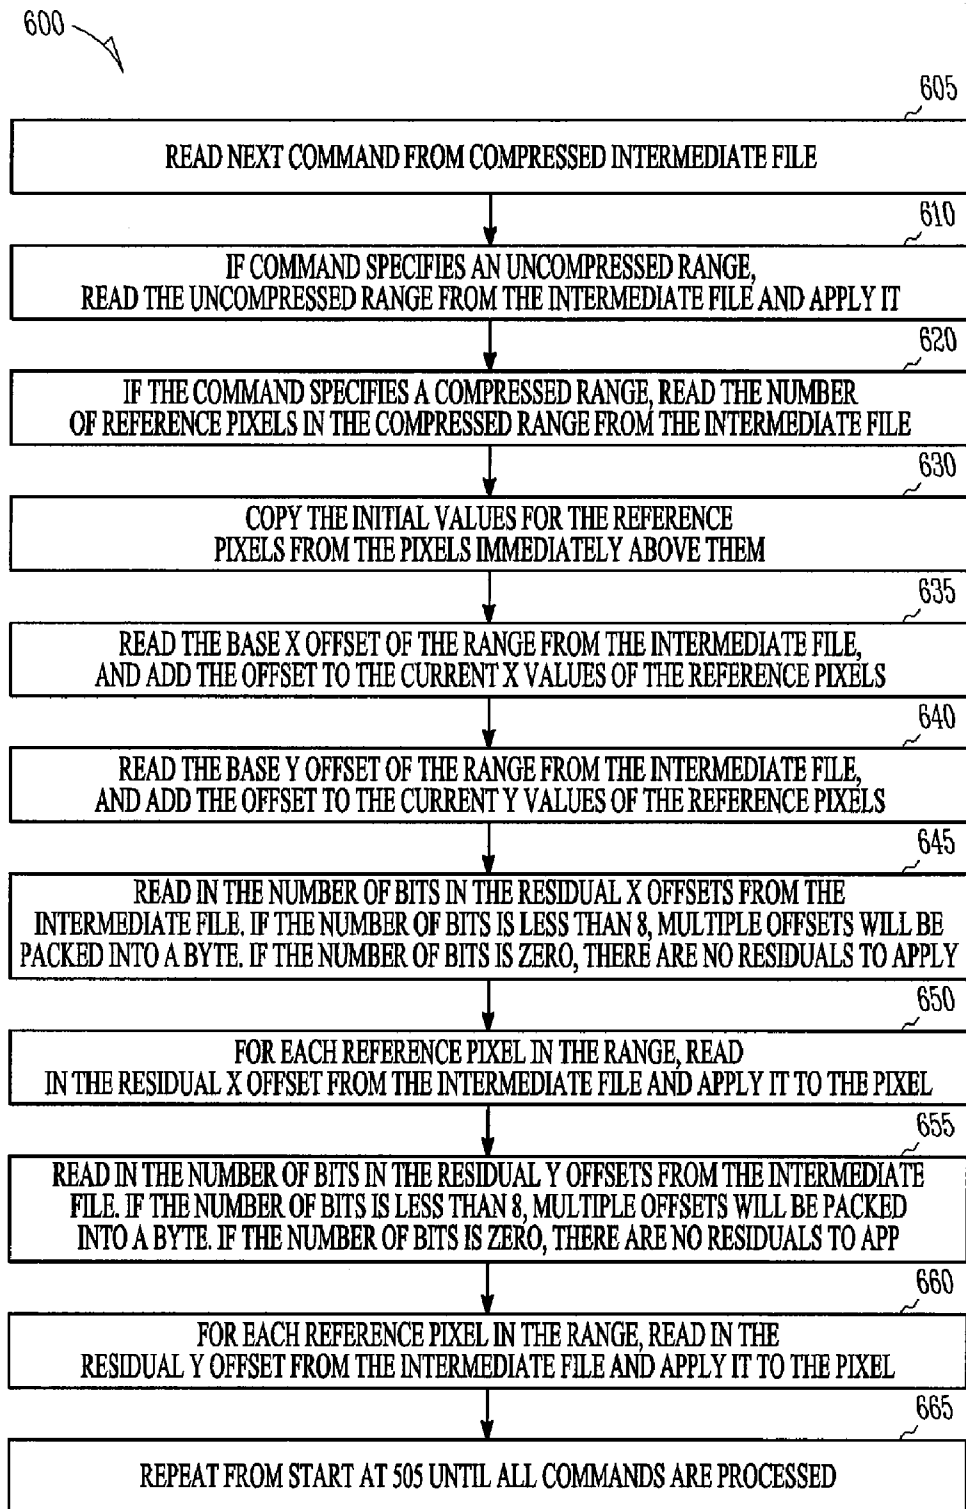 600
605
READ NEXT COMMAND FROM COMPRESSED INTERMEDIATE FILE
610
IF COMMAND SPECIFIES AN UNCOMPRESSED RANGE,
READ THE UNCOMPRESSED RANGE FROM THE INTERMEDIATE FILE AND APPLY IT
620
IF THE COMMAND SPECIFIES A COMPRESSED RANGE, READ THE NUMBER
OF REFERENCE PIXELS IN THE COMPRESSED RANGE FROM THE INTERMEDIATE FILE
630
COPY THE INITIAL VALUES FOR THE REFERENCE
PIXELS FROM THE PIXELS IMMEDIATELY ABOVE THEM
635
READ THE BASE X OFFSET OF THE RANGE FROM THE INTERMEDIATE FILE,
AND ADD THE OFFSET TO THE CURRENT X VALUES OF THE REFERENCE PIXELS
640
READ THE BASE Y OFFSET OF THE RANGE FROM THE INTERMEDIATE FILE,
AND ADD THE OFFSET TO THE CURRENT Y VALUES OF THE REFERENCE PIXELS
645
READ IN THE NUMBER OF BITS IN THE RESIDUAL X OFFSETS FROM THE
INTERMEDIATE FILE. IF THE NUMBER OF BITS IS LESS THAN 8, MULTIPLE OFFSETS WILL BE
PACKED INTO A BYTE. IF THE NUMBER OF BITS IS ZERO, THERE ARE NO RESIDUALS TO APPLY
650
FOR EACH REFERENCE PIXEL IN THE RANGE, READ
IN THE RESIDUAL X OFFSET FROM THE INTERMEDIATE FILE AND APPLY IT TO THE PIXEL
655
READ IN THE NUMBER OF BITS IN THE RESIDUAL Y OFFSETS FROM THE INTERMEDIATE
FILE. IF THE NUMBER OF BITS IS LESS THAN 8, MULTIPLE OFFSETS WILL BE PACKED
INTO A BYTE. IF THE NUMBER OF BITS IS ZERO, THERE ARE NO RESIDUALS TO APP
660
FOR EACH REFERENCE PIXEL IN THE RANGE, READ IN THE
RESIDUAL Y OFFSET FROM THE INTERMEDIATE FILE AND APPLY IT TO THE PIXEL
665
REPEAT FROM START AT 505 UNTIL ALL COMMANDS ARE PROCESSED